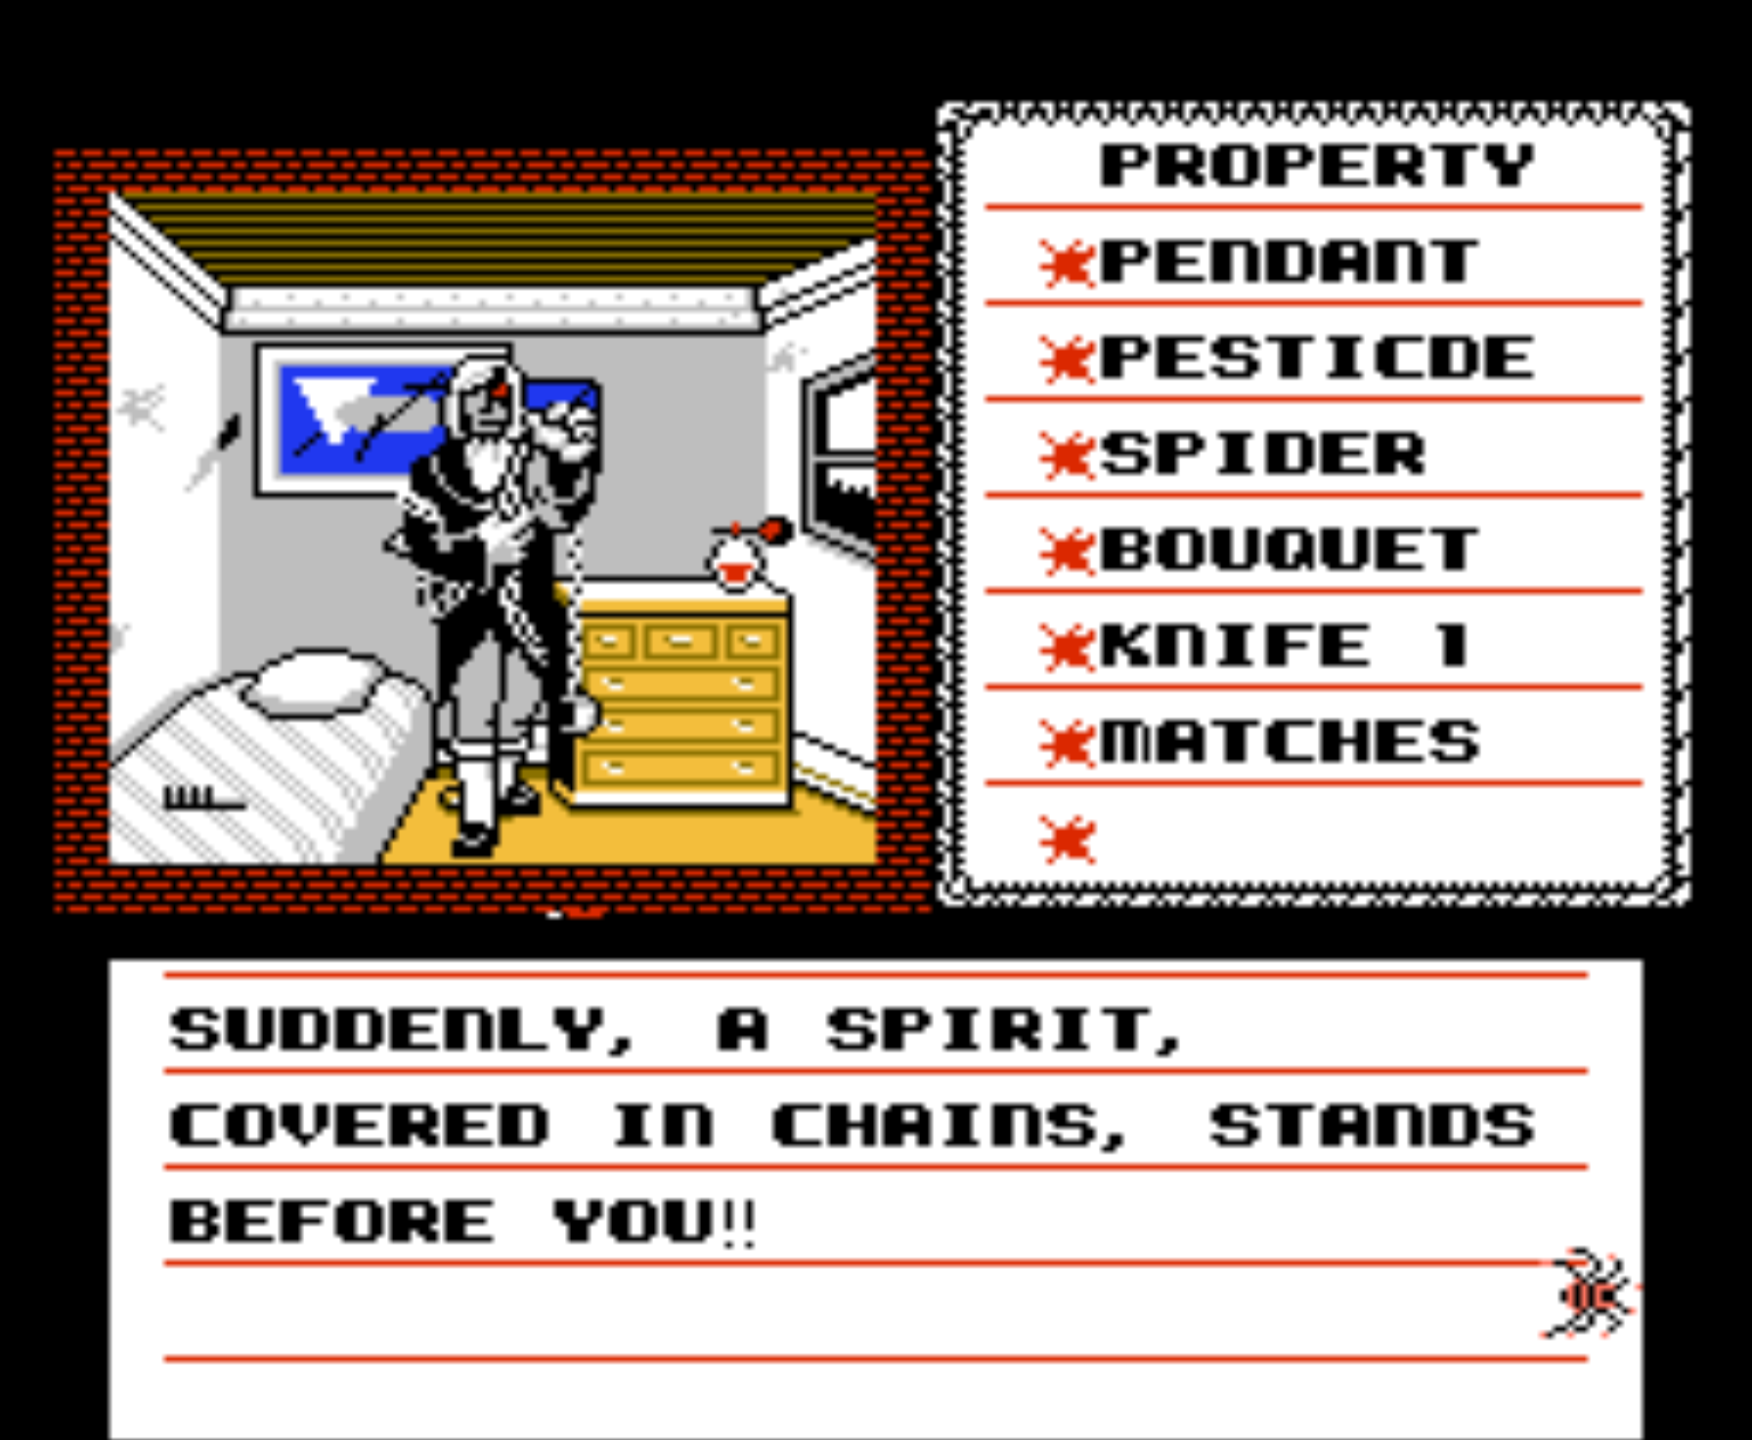 PROPERTY
PENDANT
PESTICDE
SPIDER
BOUQUET
KNIFE 1
MATCHES
SUDDENLY, A SPIRIT,
COVERED IN CHAINS, STANDS
BEFORE YOU!!